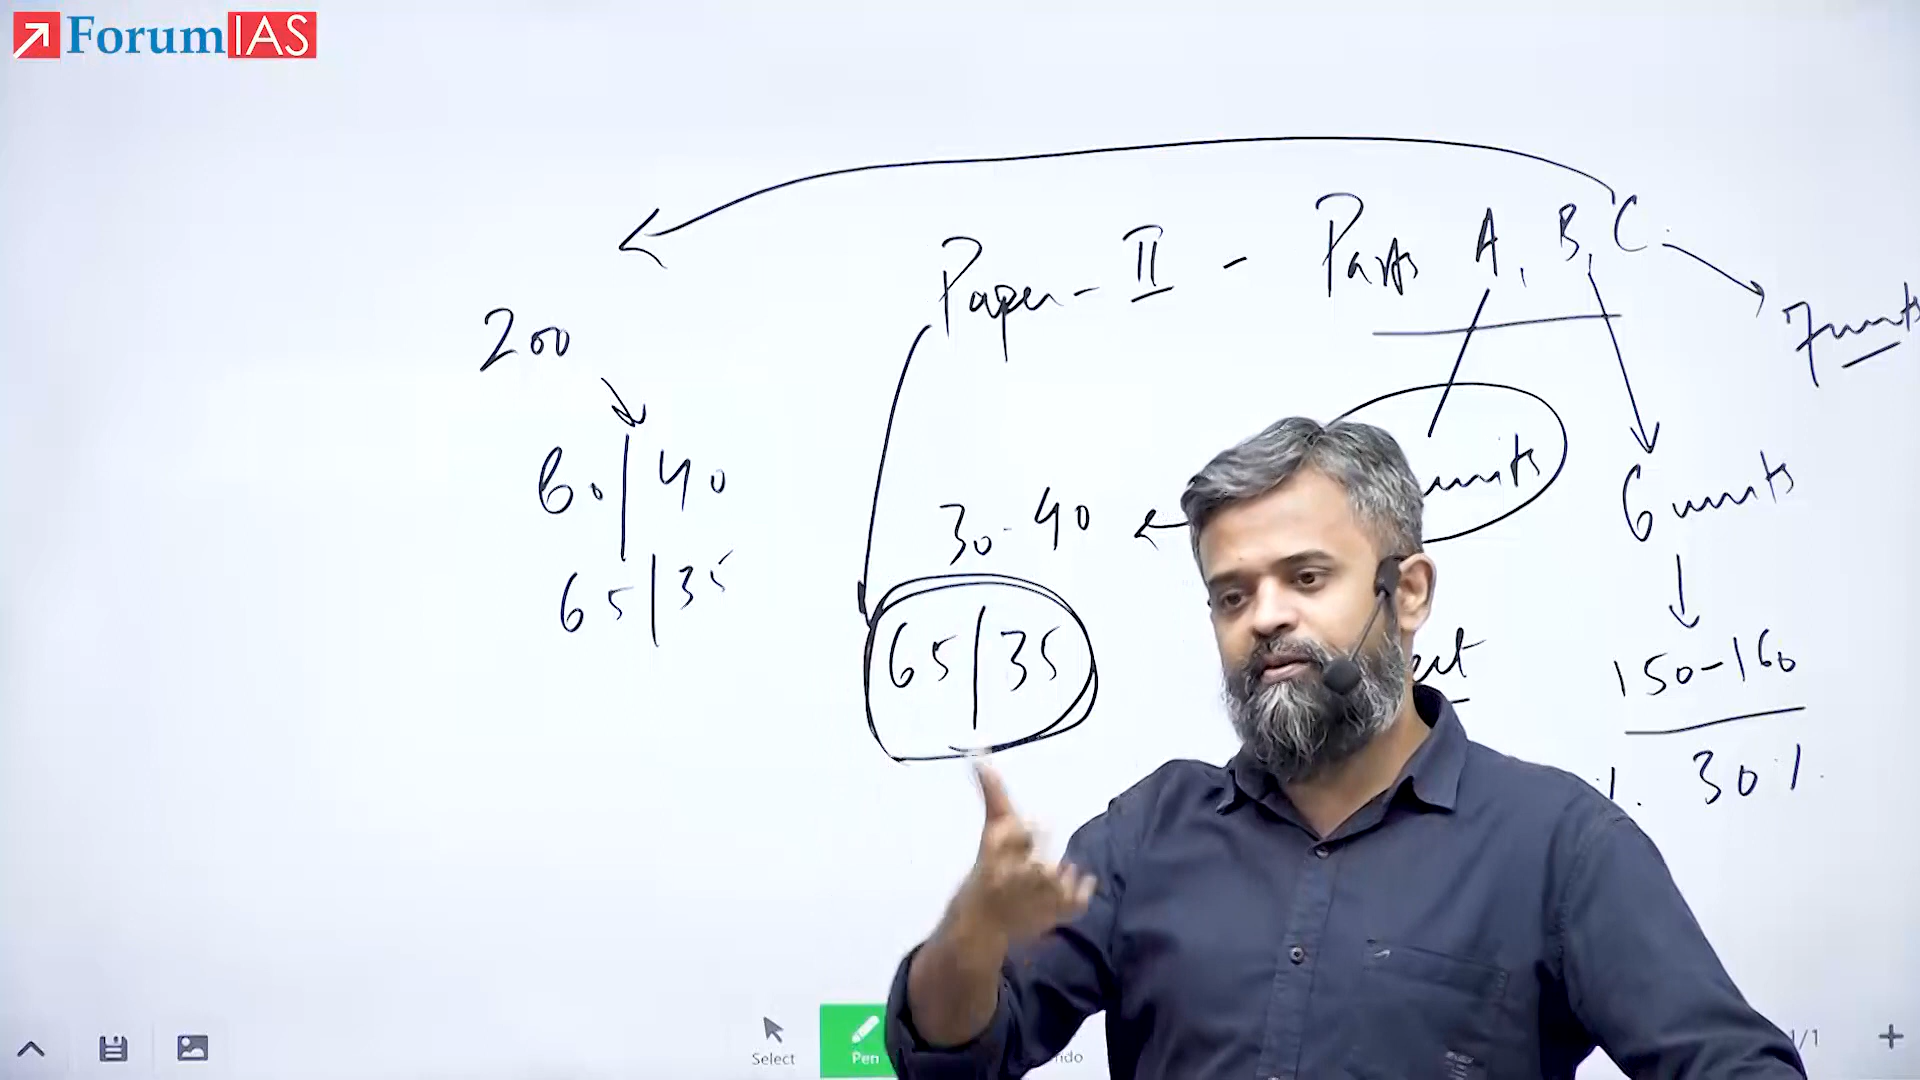 ForumIAS
Paper - II - Parts A, B, C.
7 units
200
60 | 40
65 | 35
units
30-40
6 units
65 | 35
150-160
30%.
Select
Pen
1/1